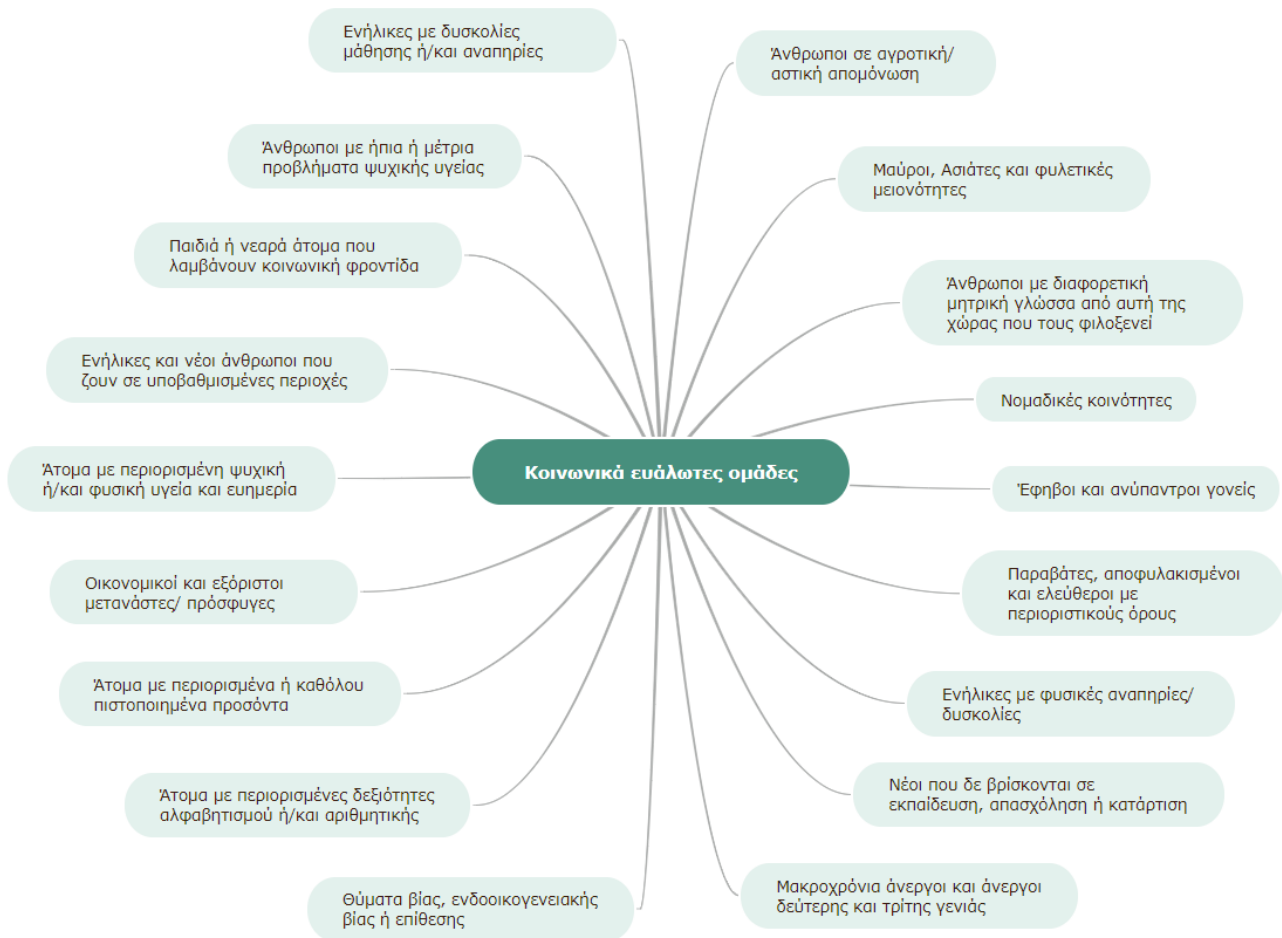 Ενήλικες με δυσκολίες
μάθησης ή/και αναπηρίες
Άνθρωποι με ήπια ή μέτρια
προβλήματα ψυχικής υγείας
Παιδιά ή νεαρά άτομα που
λαμβάνουν κοινωνική φροντίδα
Ενήλικες και νέοι άνθρωποι που
ζουν σε υποβαθμισμένες περιοχές
Άτομα με περιορισμένη ψυχική
ή/και φυσική υγεία και ευημερία
Οικονομικοί και εξόριστοι
μετανάστες/ πρόσφυγες
Άτομα με περιορισμένα ή καθόλου
πιστοποιημένα προσόντα
Άτομα με περιορισμένες δεξιότητες
αλφαβητισμού ή/και αριθμητικής
Θύματα βίας, ενδοοικογενειακής
βίας ή επίθεσης
Κοινωνικά ευάλωτες ομάδες
Άνθρωποι σε αγροτική/
αστική απομόνωση
Μαύροι, Ασιάτες και φυλετικές
μειονότητες
Άνθρωποι με διαφορετική
μητρική γλώσσα από αυτή της
χώρας που τους φιλοξενεί
Νομαδικές κοινότητες
Έφηβοι και ανύπαντροι γονείς
Παραβάτες, αποφυλακισμένοι
και ελεύθεροι με
περιοριστικούς όρους
Ενήλικες με φυσικές αναπηρίες/
δυσκολίες
Νέοι που δε βρίσκονται σε
εκπαίδευση, απασχόληση ή κατάρτιση
Μακροχρόνια άνεργοι και άνεργοι
δεύτερης και τρίτης γενιάς